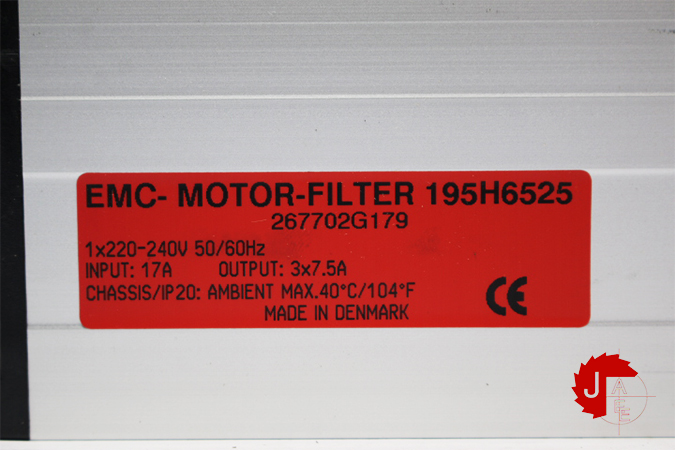 EMC- MOTOR-FILTER 195H6525
267702G179
1x220-240V 50/60Hz
INPUT: 17A OUTPUT: 3x7.5A
CHASSIS/IP20: AMBIENT MAX.40°C/104°F
CE
MADE IN DENMARK
J
A